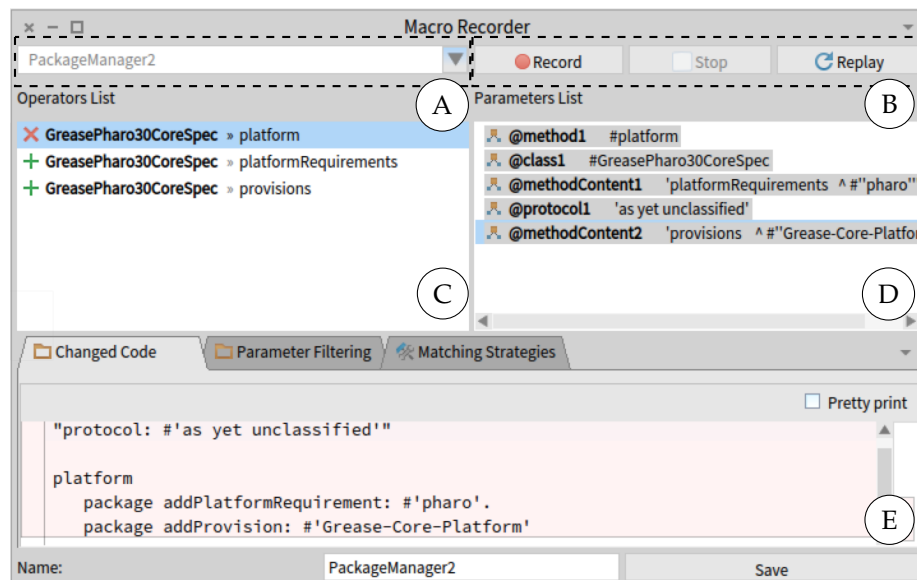 Macro Recorder
PackageManager2
Record
Stop
Replay
A
B
Operators List
Parameters List
GreasePharo30CoreSpec » platform
GreasePharo30CoreSpec » platformRequirements
GreasePharo30CoreSpec » provisions
C
@method1 #platform
@class1 #GreasePharo30CoreSpec
@methodContent1 'platformRequirements ^ #''pharo''
@protocol1 'as yet unclassified'
@methodContent2 'provisions ^ #''Grease-Core-Platfor
D
Changed Code
Parameter Filtering
Matching Strategies
Pretty print
"protocol: #'as yet unclassified'"
platform
package addPlatformRequirement: #'pharo'.
package addProvision: #'Grease-Core-Platform'
E
Name:
PackageManager2
Save